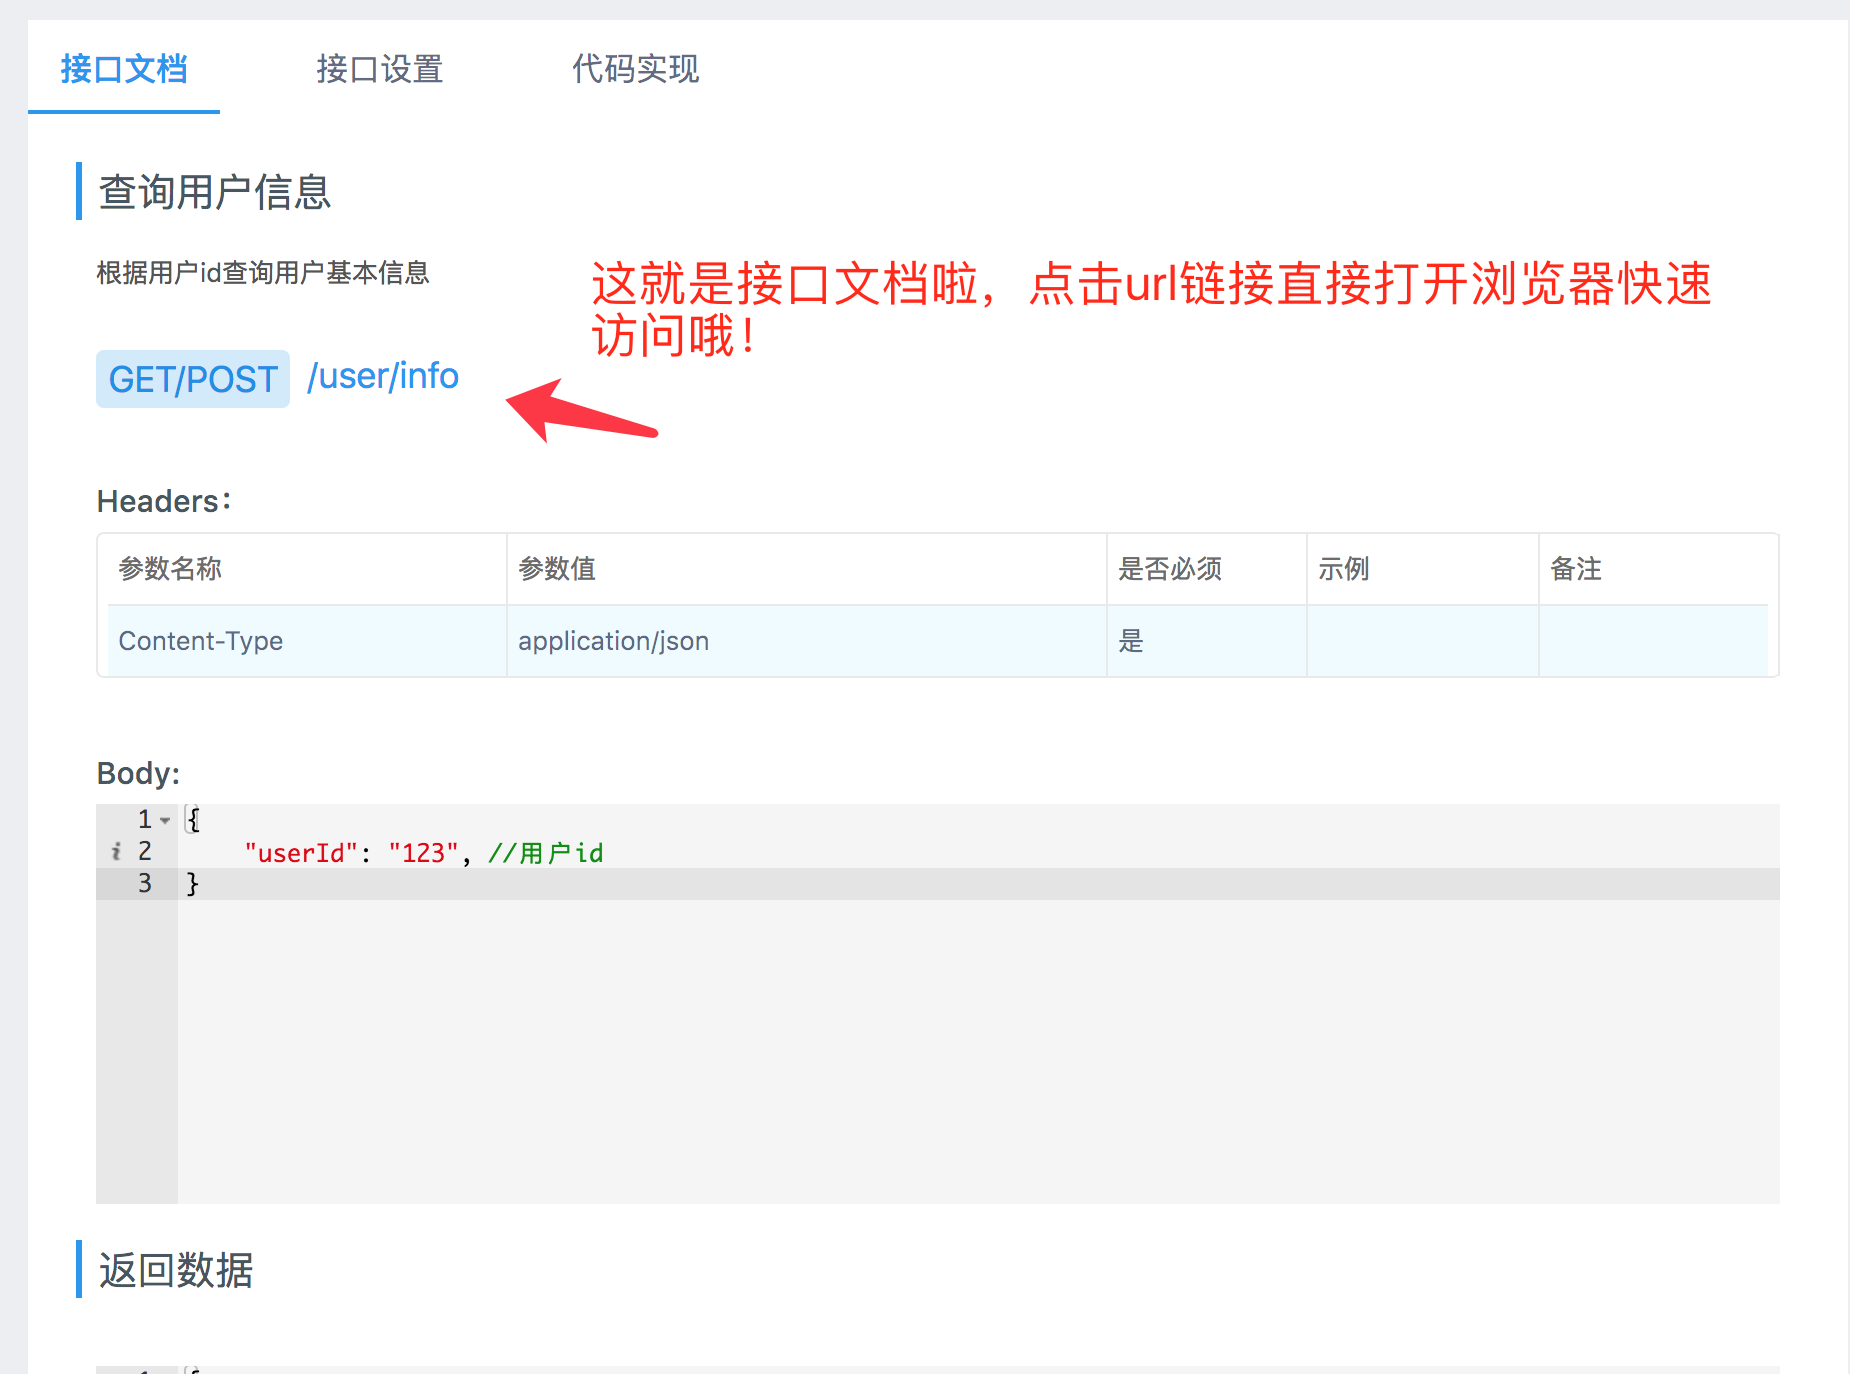 接口文档 接口设置 代码实现
查询用户信息
根据用户id查询用户基本信息
这就是接口文档啦，点击url链接直接打开浏览器快速
访问哦！
GET/POST /user/info
Headers：
参数名称 参数值 是否必须 示例 备注
Content-Type application/json 是
Body:
1 {
i 2 "userId": "123", //用户id
3 }
返回数据